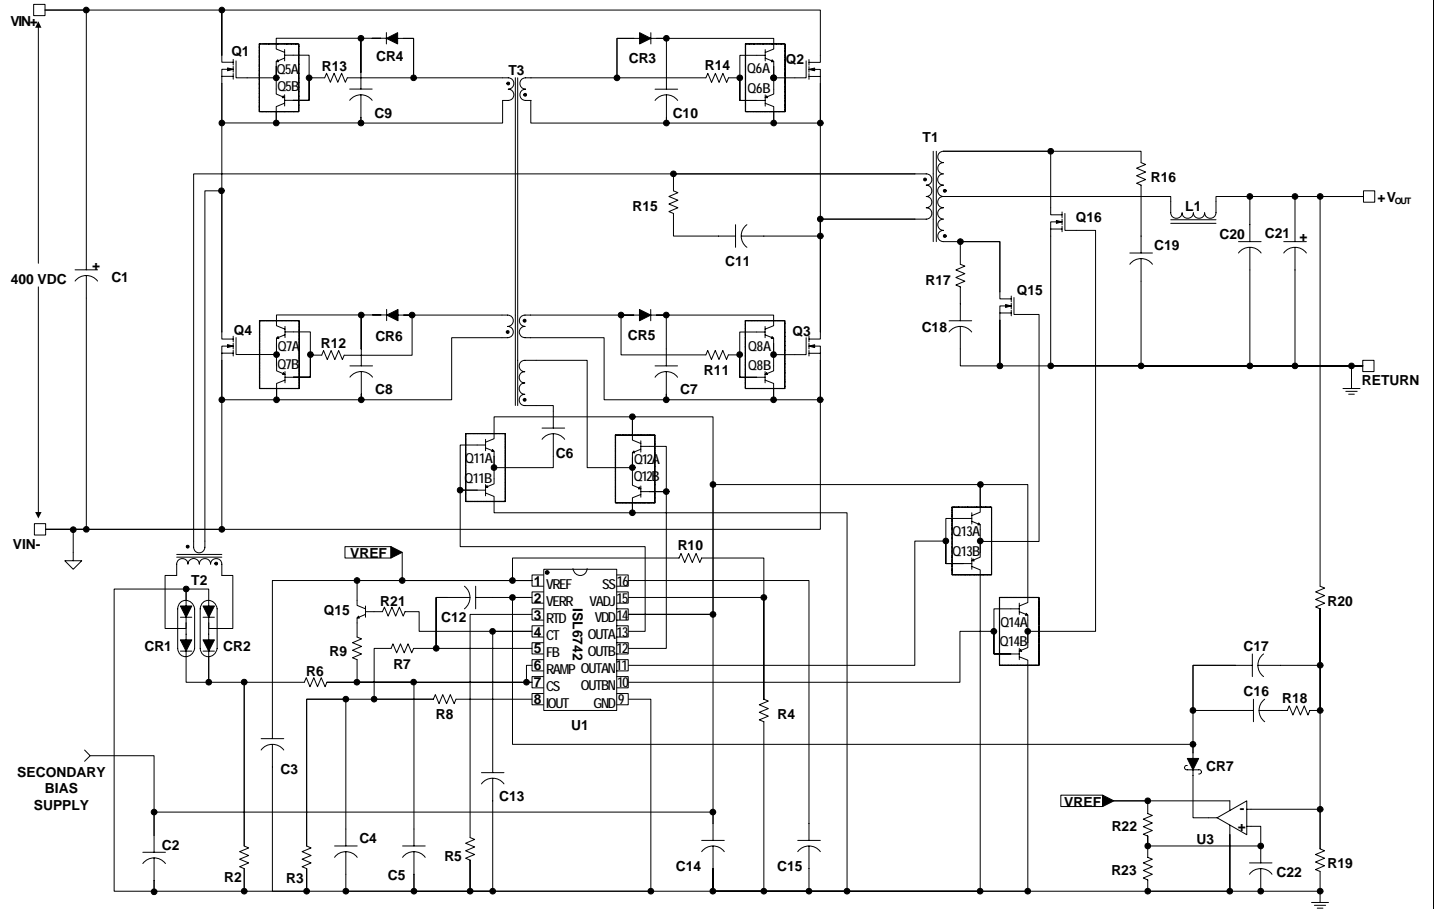 VIN+
Q1
Q5A
Q5B
R13
CR4
C9
T3
CR3
R14
C10
Q6A
Q6B
Q2
T1
R15
C11
R16
Q16
L1
+ VOUT
C20
C21
C19
R17
Q15
C18
RETURN
400 VDC
C1
Q4
Q7A
Q7B
R12
CR6
C8
CR5
R11
C7
Q8A
Q8B
Q3
C6
Q11A
Q11B
Q12A
Q12B
VIN-
T2
CR1
CR2
VREF
R10
Q13A
Q13B
Q14A
Q14B
Q15
R21
R9
R7
C12
R6
R8
1 VREF
2 VERR
3 RTD
4 CT
5 FB
6 RAMP
7 CS
8 IOUT
ISL6742
SS 16
VADJ 15
VDD 14
OUTA 13
OUTB 12
OUTAN 11
OUTBN 10
GND 9
U1
R4
R20
C17
C16
R18
CR7
SECONDARY
BIAS
SUPPLY
C3
C13
C2
R2
R3
C4
C5
R5
C14
C15
VREF
R22
R23
-
+
U3
C22
R19